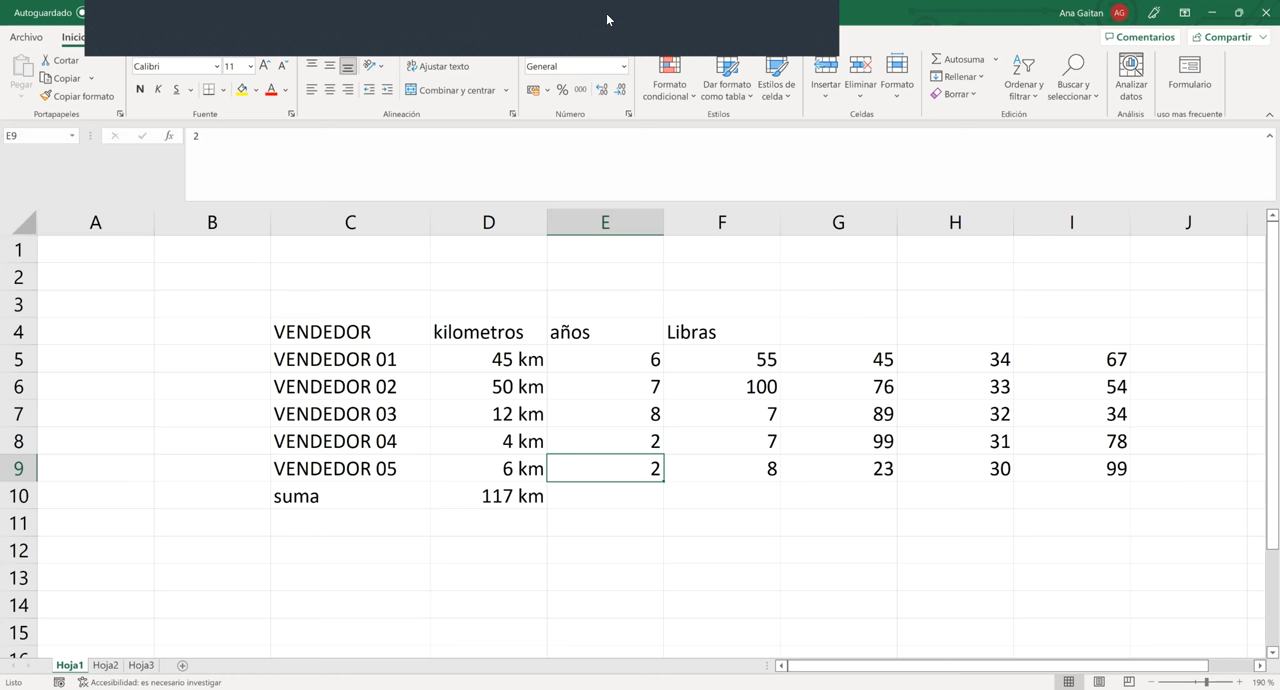 Autoguardado
Ana Gaitan AG
Archivo
Comentarios Compartir
Cortar
Copiar
Copiar formato
Pegar
Calibri 11
N K S
Ajustar texto
Combinar y centrar
General
% 000
Formato condicional
Dar formato como tabla
Estilos de celda
Insertar Eliminar Formato
Autosuma
Rellenar
Borrar
Ordenar y filtrar
Buscar y seleccionar
Analizar datos
Formulario
Portapapeles Fuente Alineación Número Estilos Celdas Edición Análisis uso mas frecuente
E9 fx 2
A B C D E F G H I J
1
2
3
4 VENDEDOR kilometros años Libras
5 VENDEDOR 01 45 km 6 55 45 34 67
6 VENDEDOR 02 50 km 7 100 76 33 54
7 VENDEDOR 03 12 km 8 7 89 32 34
8 VENDEDOR 04 4 km 2 7 99 31 78
9 VENDEDOR 05 6 km 2 8 23 30 99
10 suma 117 km
11
12
13
14
15
Hoja1 Hoja2 Hoja3
Listo Accesibilidad: es necesario investigar 190 %